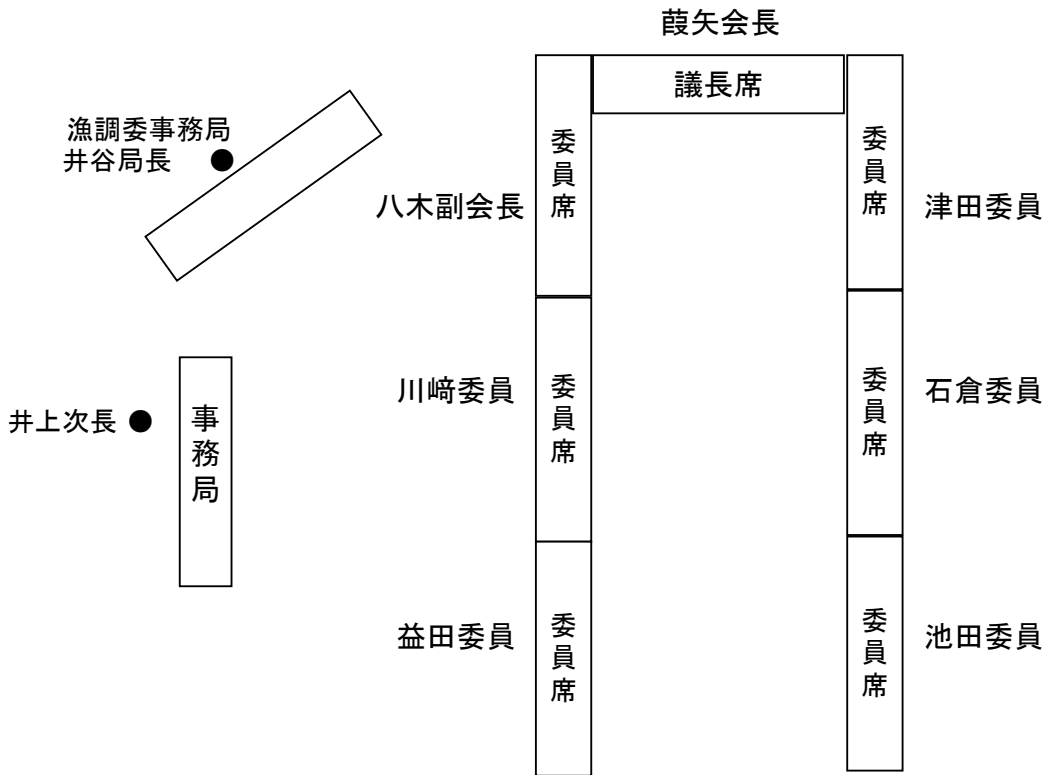 葭矢会長
議長席
漁調委事務局
井谷局長 ●
八木副会長
委員席
委員席
津田委員
川﨑委員
委員席
委員席
石倉委員
井上次長 ●
事務局
益田委員
委員席
委員席
池田委員